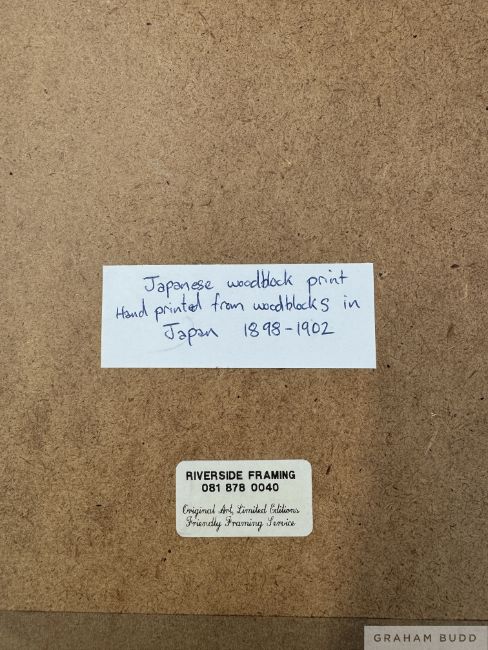 Japanese woodblock print
Hand printed from woodblocks in
Japan 1898-1902
RIVERSIDE FRAMING
081 878 0040
Original Art, Limited Editions
Friendly Framing Service
GRAHAM BUDD